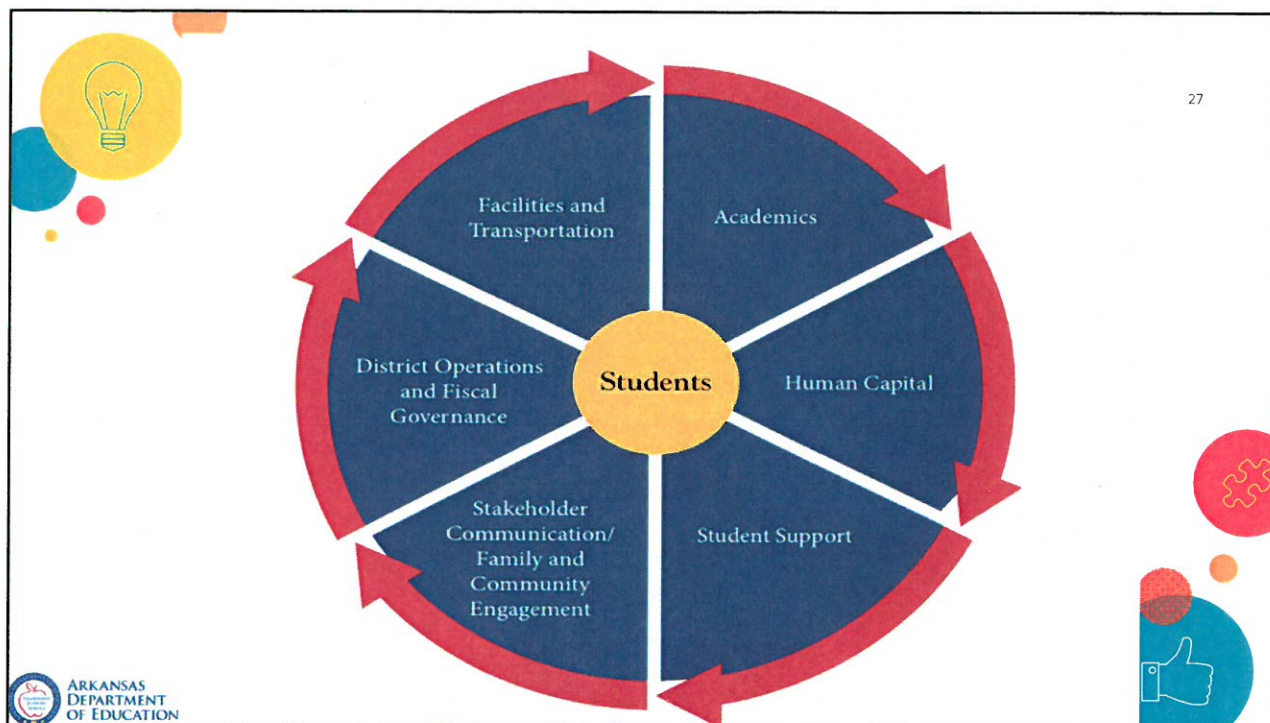 27
Facilities and
Transportation
Academics
District Operations
and Fiscal
Governance
Students
Human Capital
Stakeholder
Communication/
Family and
Community
Engagement
Student Support
ARKANSAS
DEPARTMENT
OF EDUCATION